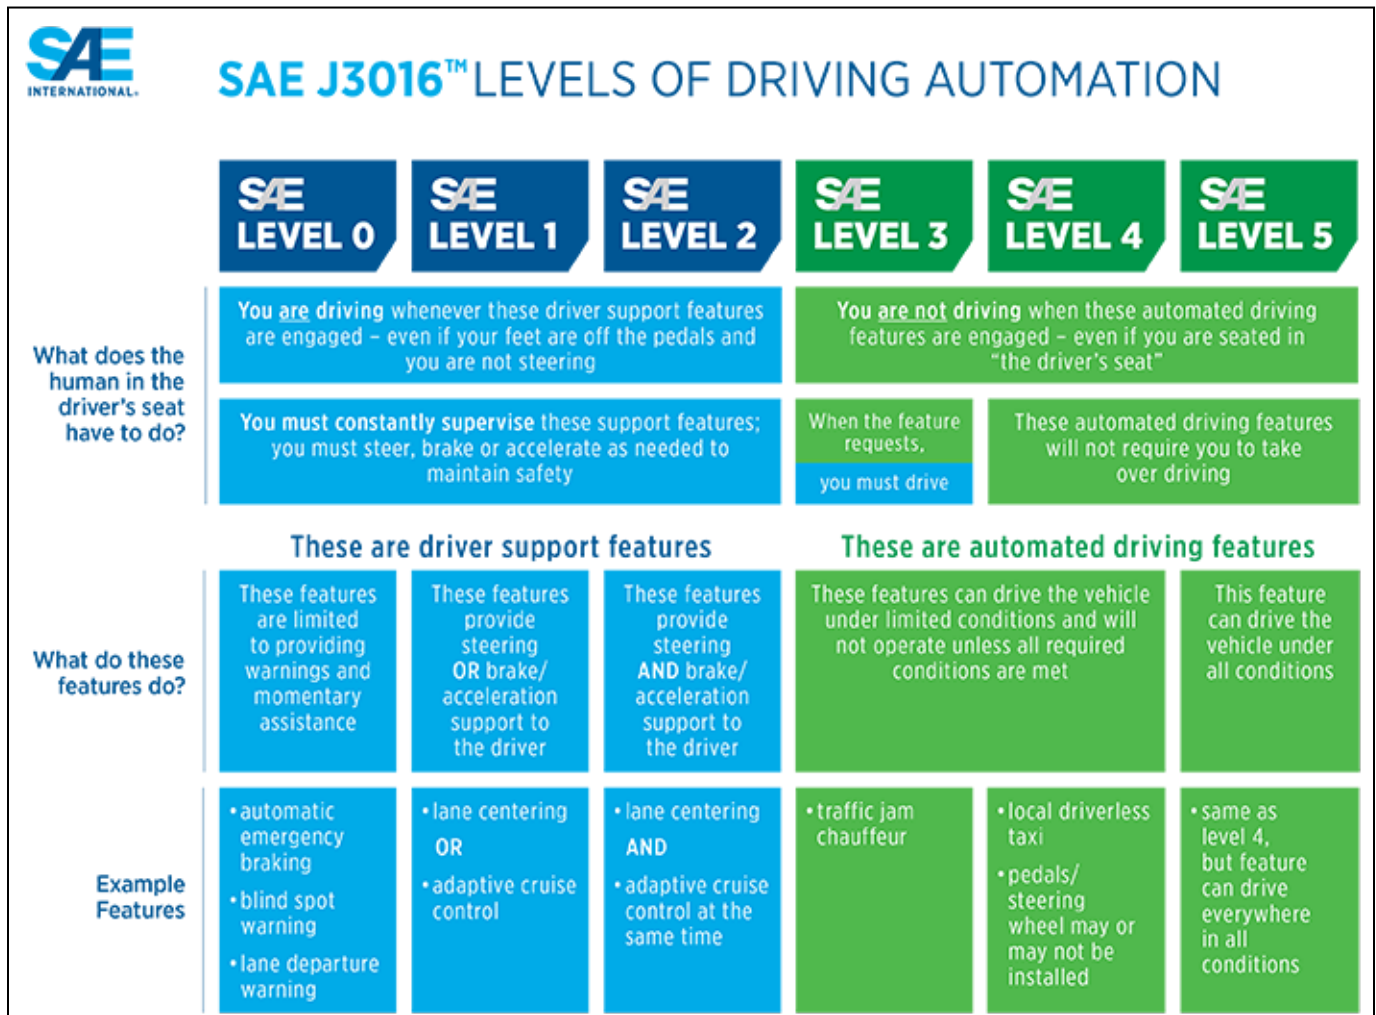 SAE
INTERNATIONAL®
SAE J3016™ LEVELS OF DRIVING AUTOMATION
SAE
LEVEL 0
SAE
LEVEL 1
SAE
LEVEL 2
SAE
LEVEL 3
SAE
LEVEL 4
SAE
LEVEL 5
What does the
human in the
driver's seat
have to do?
You are driving whenever these driver support features
are engaged – even if your feet are off the pedals and
you are not steering
You are not driving when these automated driving
features are engaged – even if you are seated in
“the driver's seat”
You must constantly supervise these support features;
you must steer, brake or accelerate as needed to
maintain safety
When the feature
requests,
you must drive
These automated driving features
will not require you to take
over driving
These are driver support features
These are automated driving features
What do these
features do?
These features
are limited
to providing
warnings and
momentary
assistance
These features
provide
steering
OR brake/
acceleration
support to
the driver
These features
provide
steering
AND brake/
acceleration
support to
the driver
These features can drive the vehicle
under limited conditions and will
not operate unless all required
conditions are met
This feature
can drive the
vehicle under
all conditions
Example
Features
• automatic
emergency
braking
• blind spot
warning
• lane departure
warning
• lane centering
OR
• adaptive cruise
control
• lane centering
AND
• adaptive cruise
control at the
same time
• traffic jam
chauffeur
• local driverless
taxi
• pedals/
steering
wheel may or
may not be
installed
• same as
level 4,
but feature
can drive
everywhere
in all
conditions